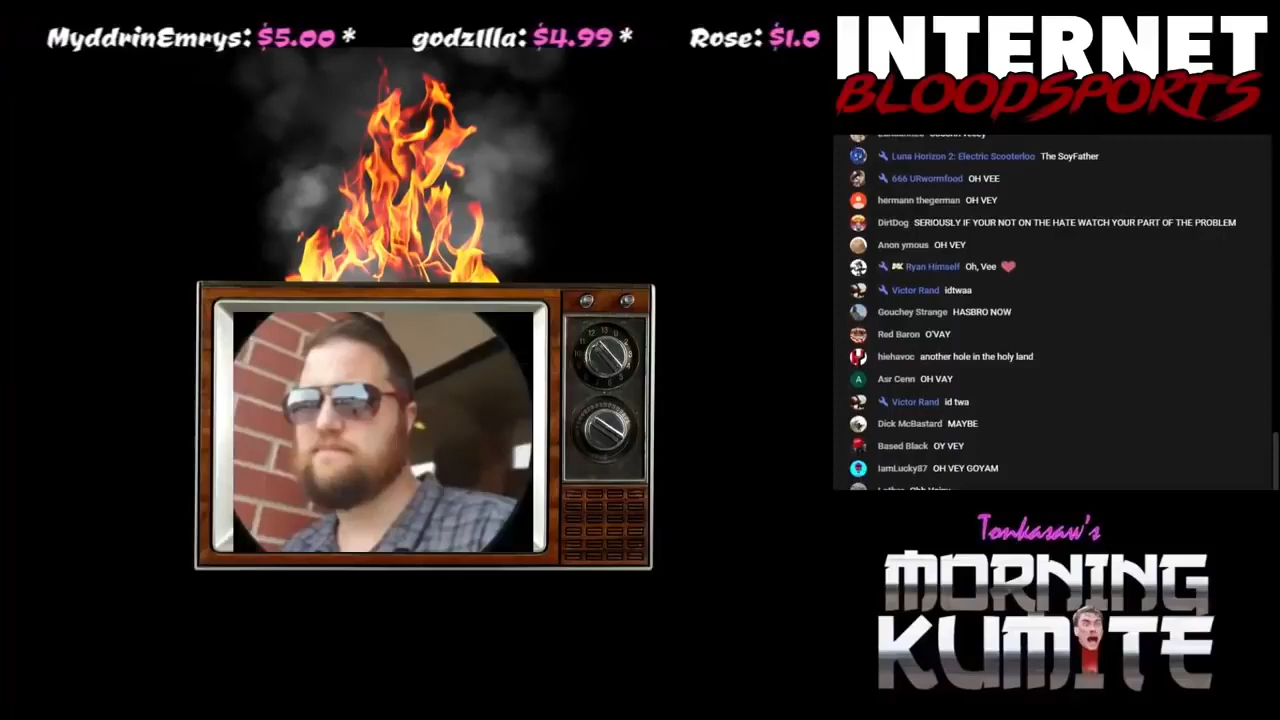 MyddrinEmrys: $5.00 * godz1lla: $4.99 * Rose: $1.0
INTERNET
BLOODSPORTS
Luna Horizon 2: Electric Scooterloo The SoyFather
666 URwormfood OH VEE
hermann thegerman OH VEY
DirtDog SERIOUSLY IF YOUR NOT ON THE HATE WATCH YOUR PART OF THE PROBLEM
Anon ymous OH VEY
Ryan Himself Oh, Vee
Victor Rand idtwaa
Gouchey Strange HASBRO NOW
Red Baron O'VAY
hiehavoc another hole in the holy land
A Asr Cenn OH VAY
Victor Rand id twa
Dick McBastard MAYBE
Based Black OY VEY
IamLucky87 OH VEY GOYAM
Tonkasaw's
MORNING
KUMITE